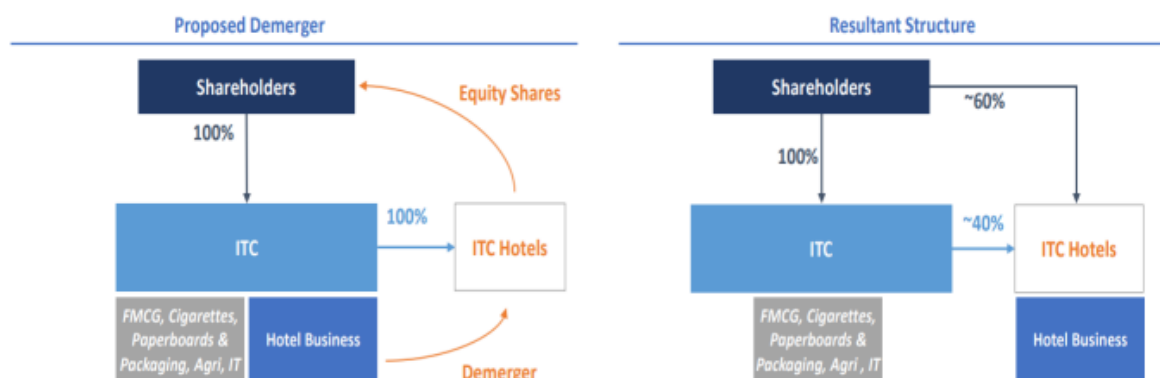 Proposed Demerger
Shareholders
Equity Shares
100%
100%
ITC
ITC Hotels
FMCG, Cigarettes,
Paperboards &
Packaging, Agri, IT
Hotel Business
Demerger
Resultant Structure
Shareholders
~60%
100%
~40%
ITC
ITC Hotels
FMCG, Cigarettes,
Paperboards &
Packaging, Agri , IT
Hotel Business